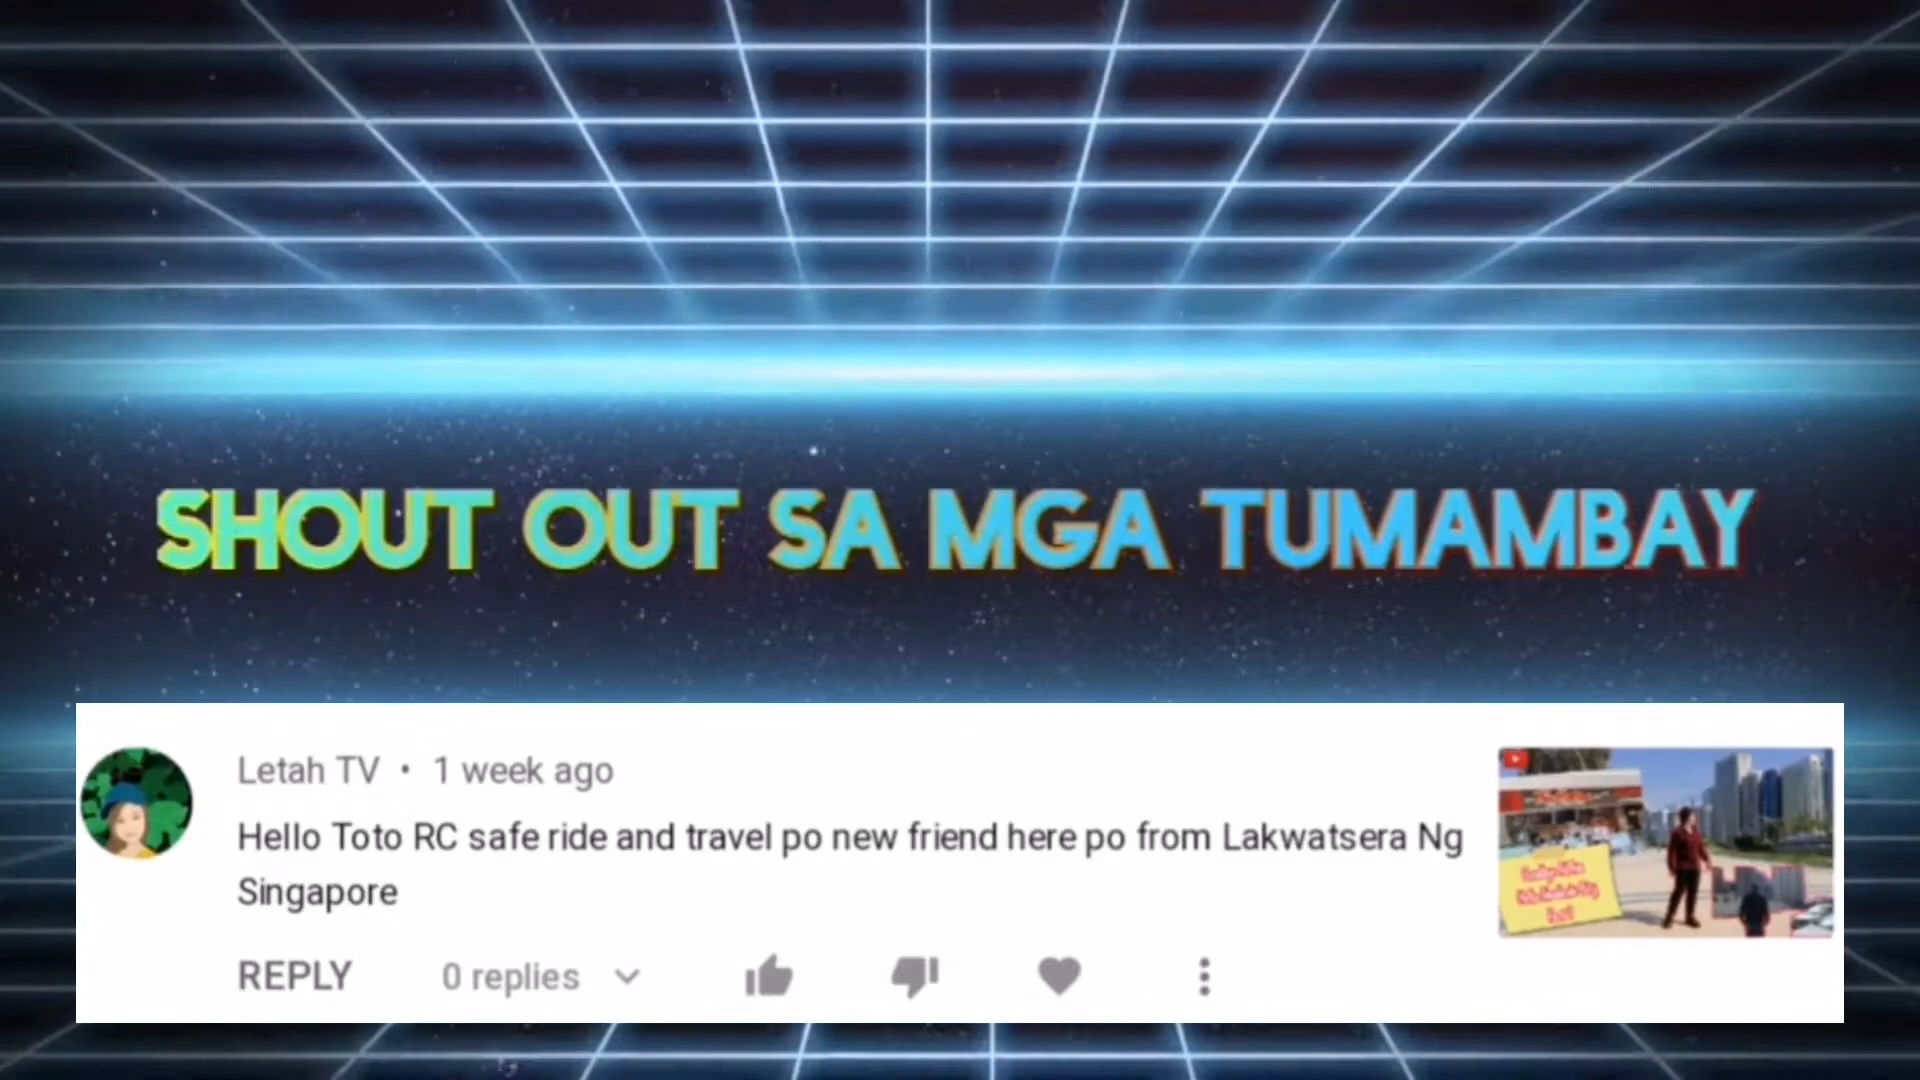 SHOUT OUT SA MGA TUMAMBAY
Letah TV • 1 week ago
Hello Toto RC safe ride and travel po new friend here po from Lakwatsera Ng
Singapore
REPLY 0 replies